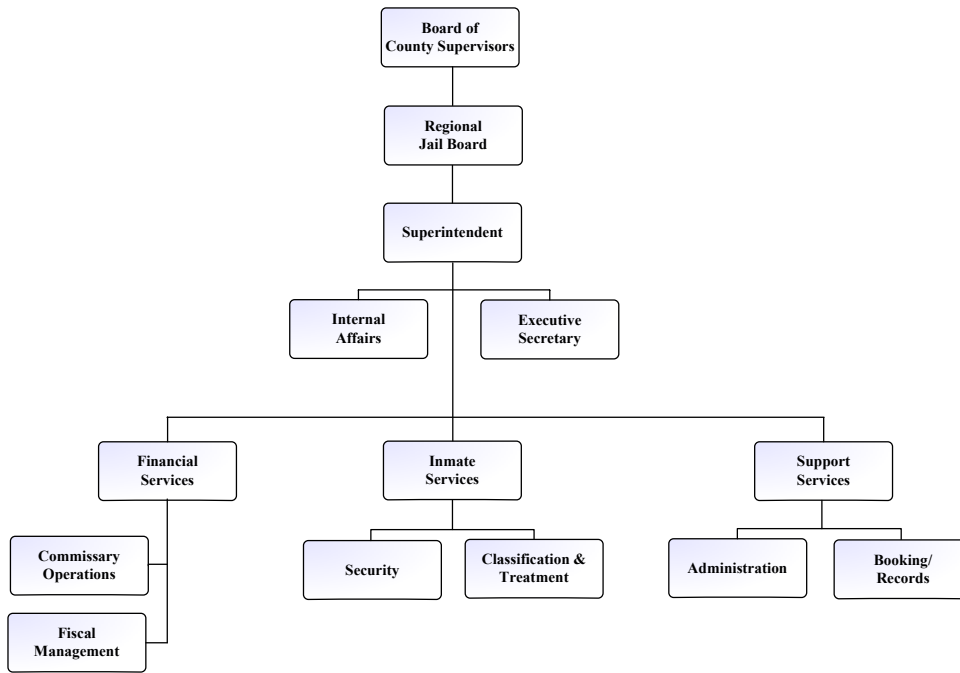 Board of
County Supervisors
Regional
Jail Board
Superintendent
Internal
Affairs
Executive
Secretary
Financial
Services
Inmate
Services
Support
Services
Commissary
Operations
Security
Classification &
Treatment
Administration
Booking/
Records
Fiscal
Management